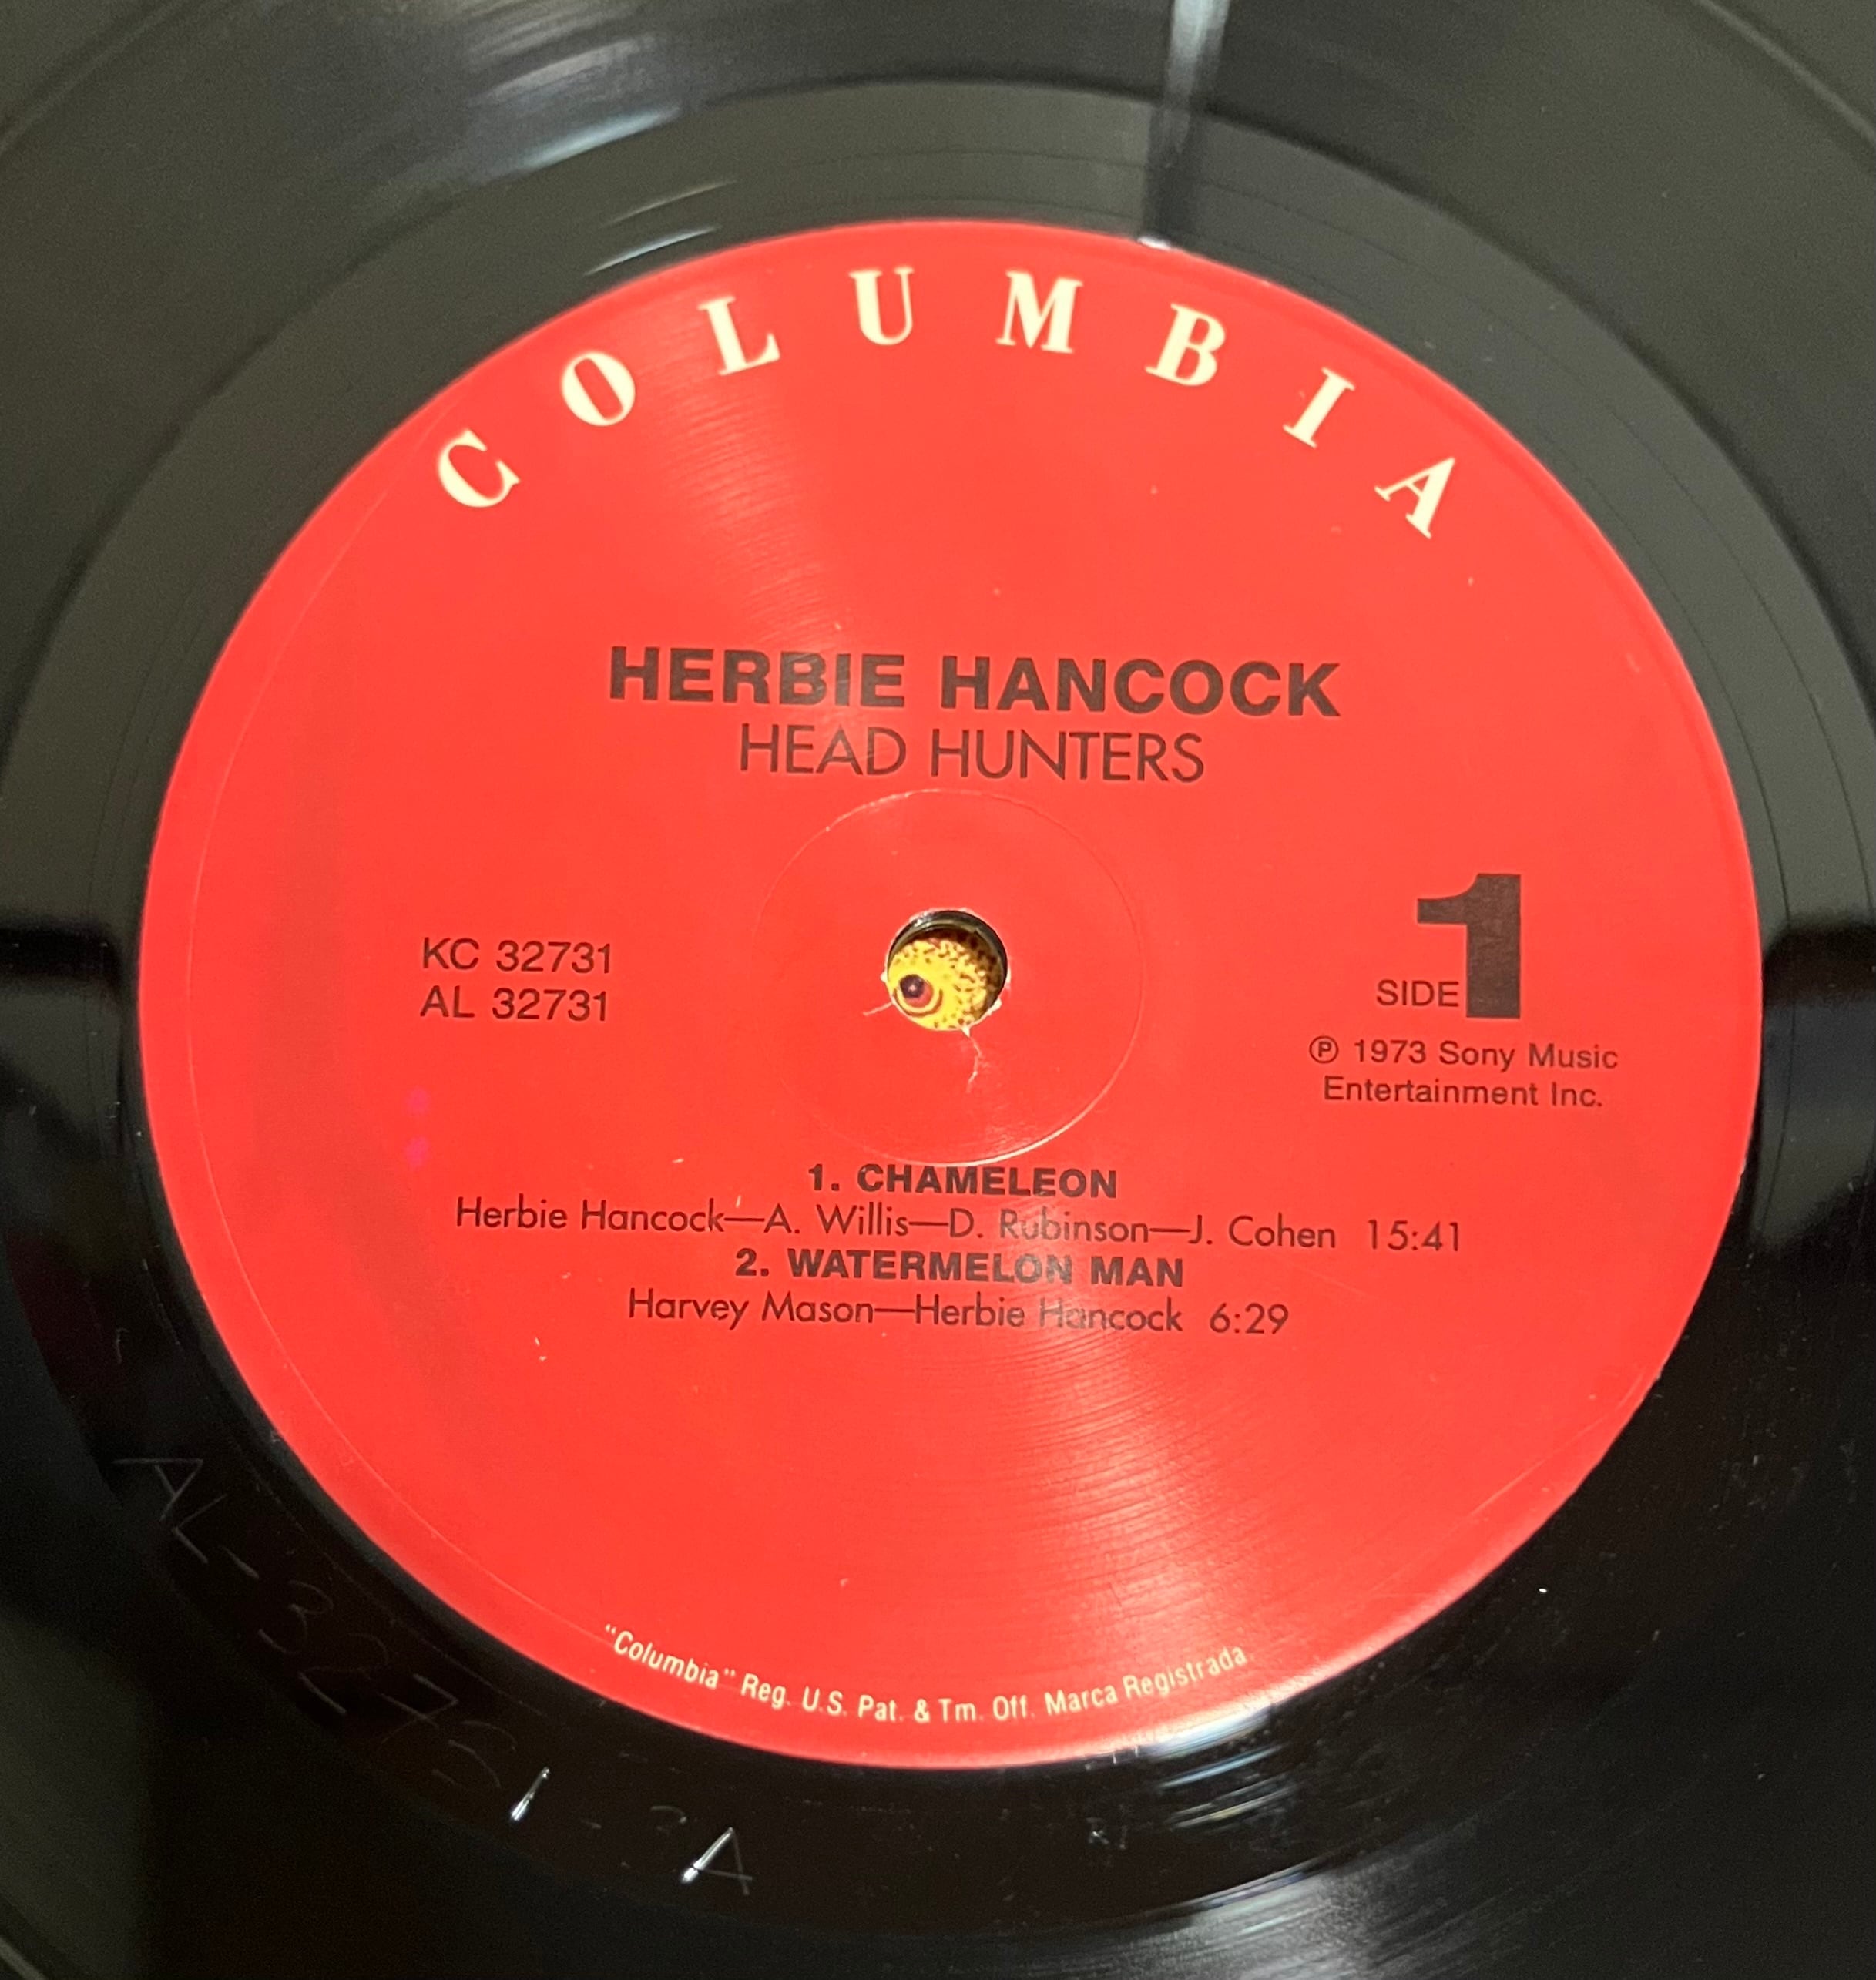 COLUMBIA
HERBIE HANCOCK
HEAD HUNTERS
KC 32731
AL 32731
SIDE 1
℗ 1973 Sony Music
Entertainment Inc.
1. CHAMELEON
Herbie Hancock—A. Willis—D. Rubinson—J. Cohen 15:41
2. WATERMELON MAN
Harvey Mason—Herbie Hancock 6:29
"Columbia" Reg. U.S. Pat. & Tm. Off. Marca Registrada.